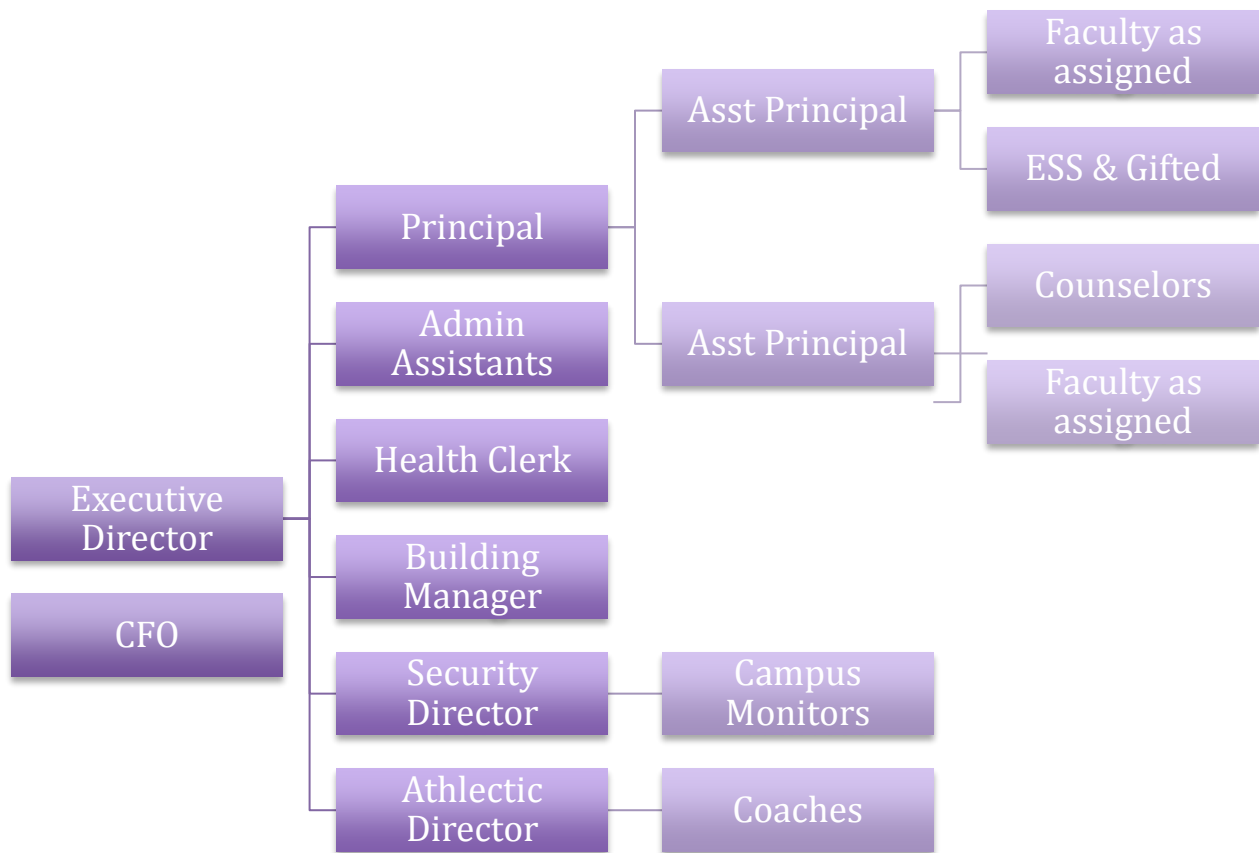 Executive
Director
CFO
Principal
Admin
Assistants
Health Clerk
Building
Manager
Security
Director
Athlectic
Director
Asst Principal
Asst Principal
Campus
Monitors
Coaches
Faculty as
assigned
ESS & Gifted
Counselors
Faculty as
assigned